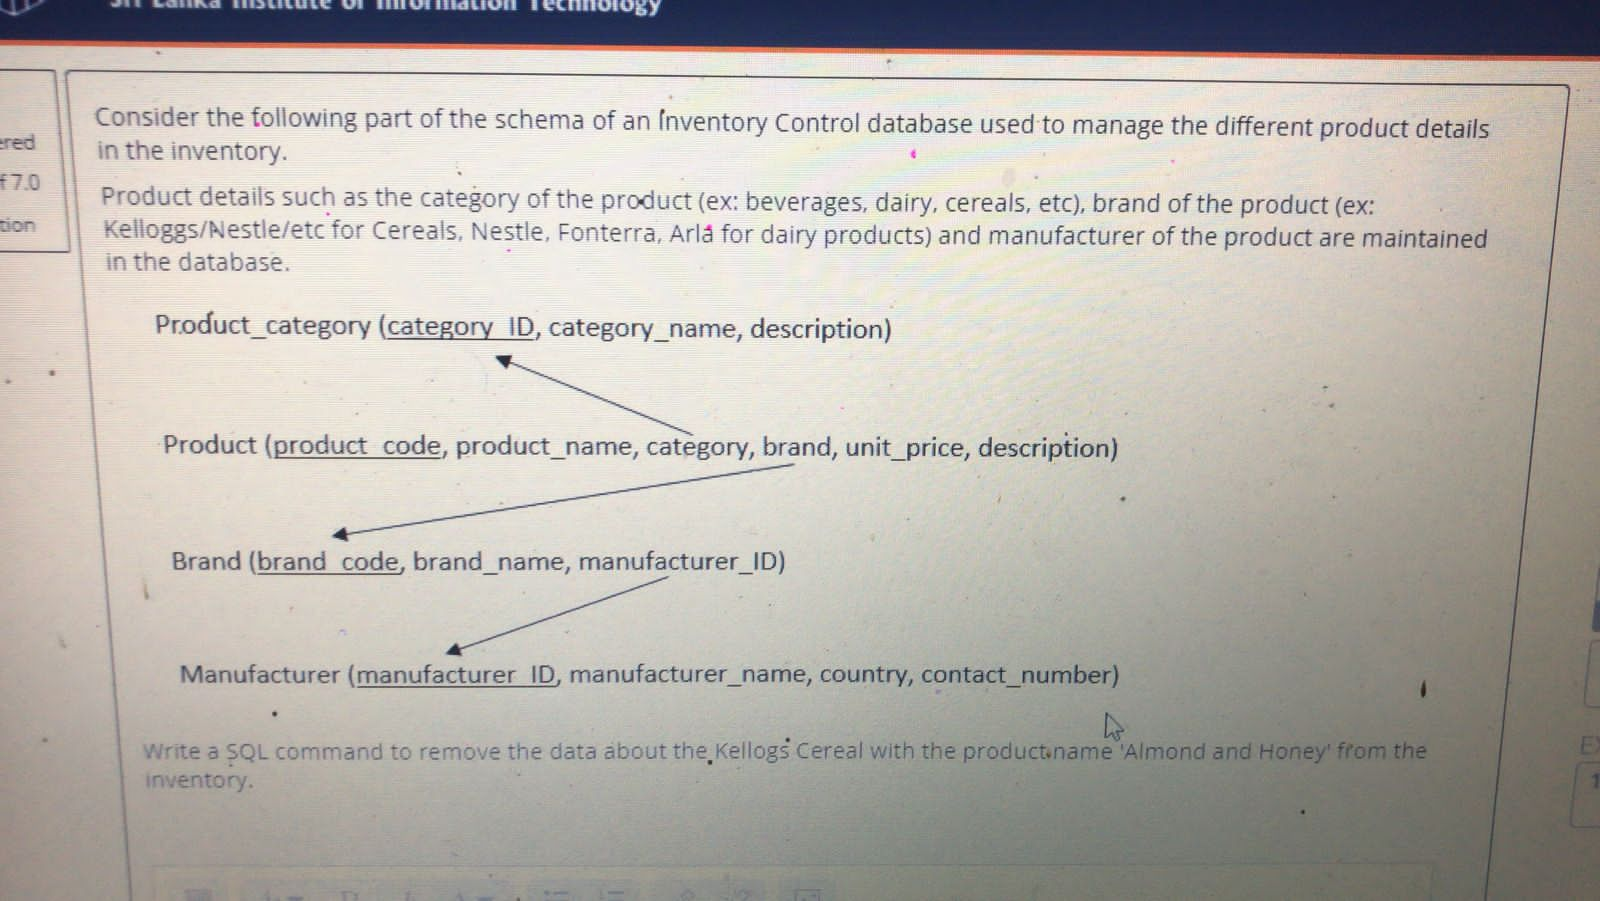 Sri Lanka Institute of Information Technology
ered
f 7.0
tion
Consider the following part of the schema of an Inventory Control database used to manage the different product details
in the inventory.
Product details such as the category of the product (ex: beverages, dairy, cereals, etc), brand of the product (ex:
Kelloggs/Nestle/etc for Cereals, Nestle, Fonterra, Arla for dairy products) and manufacturer of the product are maintained
in the database.
Product_category (category_ID, category_name, description)
Product (product_code, product_name, category, brand, unit_price, description)
Brand (brand_code, brand_name, manufacturer_ID)
Manufacturer (manufacturer_ID, manufacturer_name, country, contact_number)
Write a SQL command to remove the data about the Kellogs Cereal with the product name 'Almond and Honey' from the
inventory.